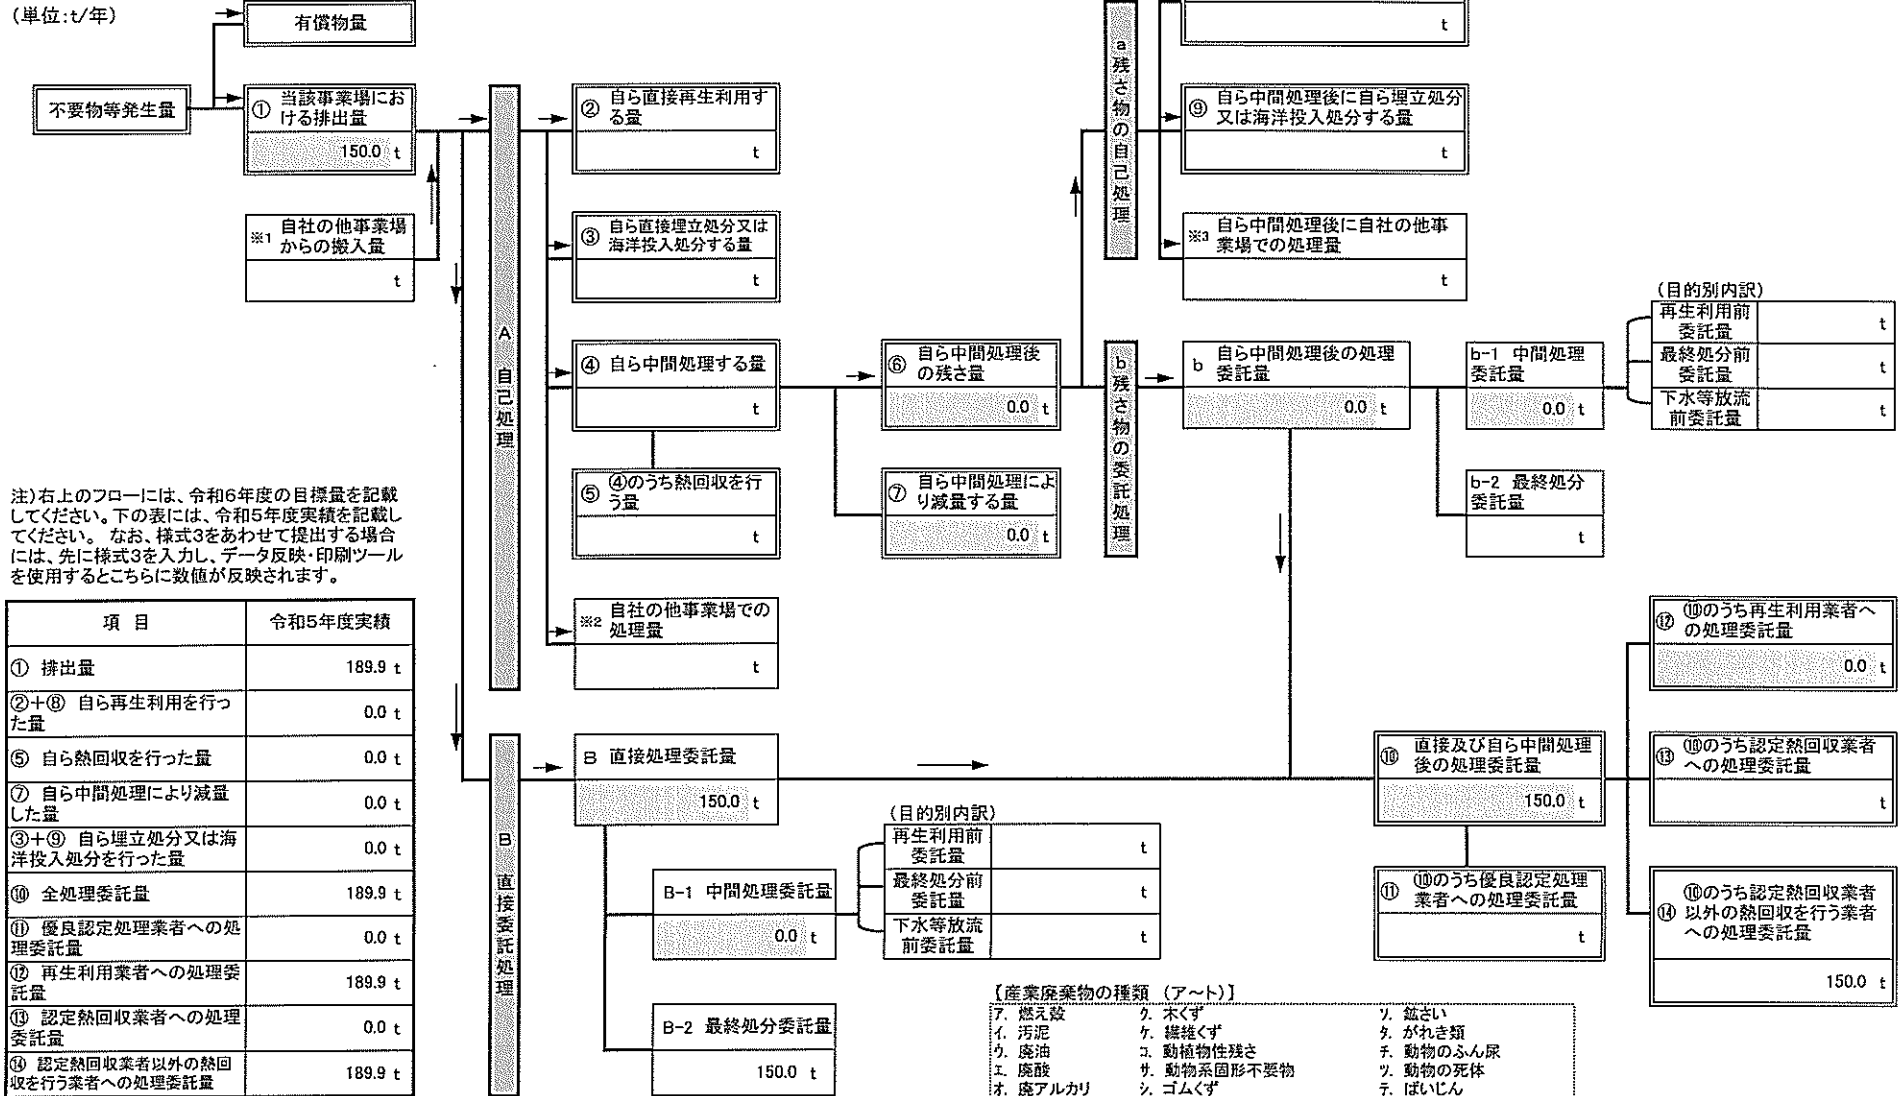 (単位:t/年)
有償物量
不要物等発生量
① 当該事業場にお
ける排出量
150.0 t
※1 自社の他事業場
からの搬入量
t
A 自己処理
② 自ら直接再生利用す
る量
t
③ 自ら直接埋立処分又は
海洋投入処分する量
t
④ 自ら中間処理する量
t
⑤ ④のうち熱回収を行
う量
t
※2 自社の他事業場での
処理量
t
⑥ 自ら中間処理後
の残さ量
0.0 t
⑦ 自ら中間処理によ
り減量する量
0.0 t
a 残さ物の自己処理
t
⑨ 自ら中間処理後に自ら埋立処分
又は海洋投入処分する量
t
※3 自ら中間処理後に自社の他事
業場での処理量
t
b 残さ物の委託処理
b 自ら中間処理後の処理
委託量
0.0 t
b-1 中間処理
委託量
0.0 t
(目的別内訳)
再生利用前
委託量 t
最終処分前
委託量 t
下水等放流
前委託量 t
b-2 最終処分
委託量
t
注)右上のフローには、令和6年度の目標量を記載
してください。下の表には、令和5年度実績を記載し
てください。 なお、様式3をあわせて提出する場合
には、先に様式3を入力し、データ反映・印刷ツール
を使用するとこちらに数値が反映されます。
項 目 令和5年度実績
① 排出量 189.9 t
②+⑧ 自ら再生利用を行っ
た量 0.0 t
⑤ 自ら熱回収を行った量 0.0 t
⑦ 自ら中間処理により減量
した量 0.0 t
③+⑨ 自ら埋立処分又は海
洋投入処分を行った量 0.0 t
⑩ 全処理委託量 189.9 t
⑪ 優良認定処理業者への処
理委託量 0.0 t
⑫ 再生利用業者への処理委
託量 189.9 t
⑬ 認定熱回収業者への処理
委託量 0.0 t
⑭ 認定熱回収業者以外の熱回
収を行う業者への処理委託量 189.9 t
B 直接委託処理
B 直接処理委託量
150.0 t
B-1 中間処理委託量
0.0 t
(目的別内訳)
再生利用前
委託量 t
最終処分前
委託量 t
下水等放流
前委託量 t
B-2 最終処分委託量
150.0 t
⑩ 直接及び自ら中間処理
後の処理委託量
150.0 t
⑪ ⑩のうち優良認定処理
業者への処理委託量
t
⑫ ⑩のうち再生利用業者へ
の処理委託量
0.0 t
⑬ ⑩のうち認定熱回収業者
への処理委託量
t
⑭ ⑩のうち認定熱回収業者
以外の熱回収を行う業者
への処理委託量
150.0 t
【産業廃棄物の種類 (ア~ト)】
ア. 燃え殻 ク. 木くず ソ. 鉱さい
イ. 汚泥 ケ. 繊維くず タ. がれき類
ウ. 廃油 コ. 動植物性残さ チ. 動物のふん尿
エ. 廃酸 サ. 動物系固形不要物 ツ. 動物の死体
オ. 廃アルカリ シ. ゴムくず テ. ばいじん